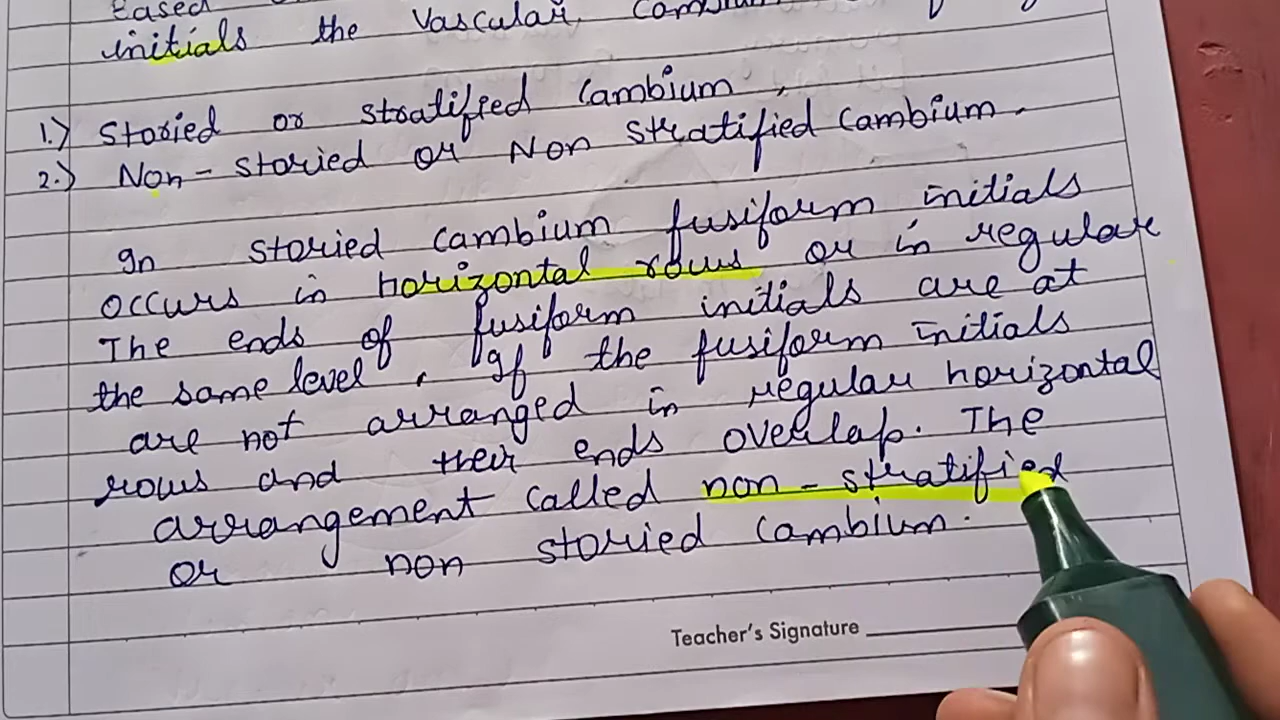 initials the Vascular
1.) Storied or stratified Cambium,
2.) Non-storied or Non stratified Cambium.
In storied Cambium fusiform initials
occurs in horizontal rows or in regular
The ends of fusiform initials are at
the same level, If the fusiform initials
are not arranged in regular horizontal
rows and their ends overlap. The
arrangement called non-stratified
or non storied Cambium.
Teacher's Signature